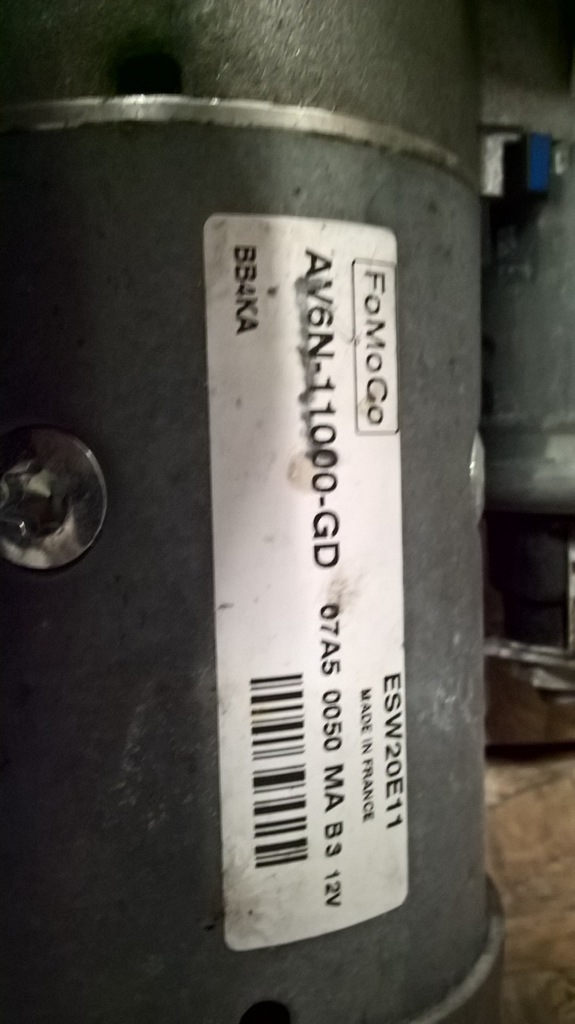 FoMoCo
ESW20E11
MADE IN FRANCE
AV6N-11000-GD 07A5 0050 MA B3 12V
BB4KA